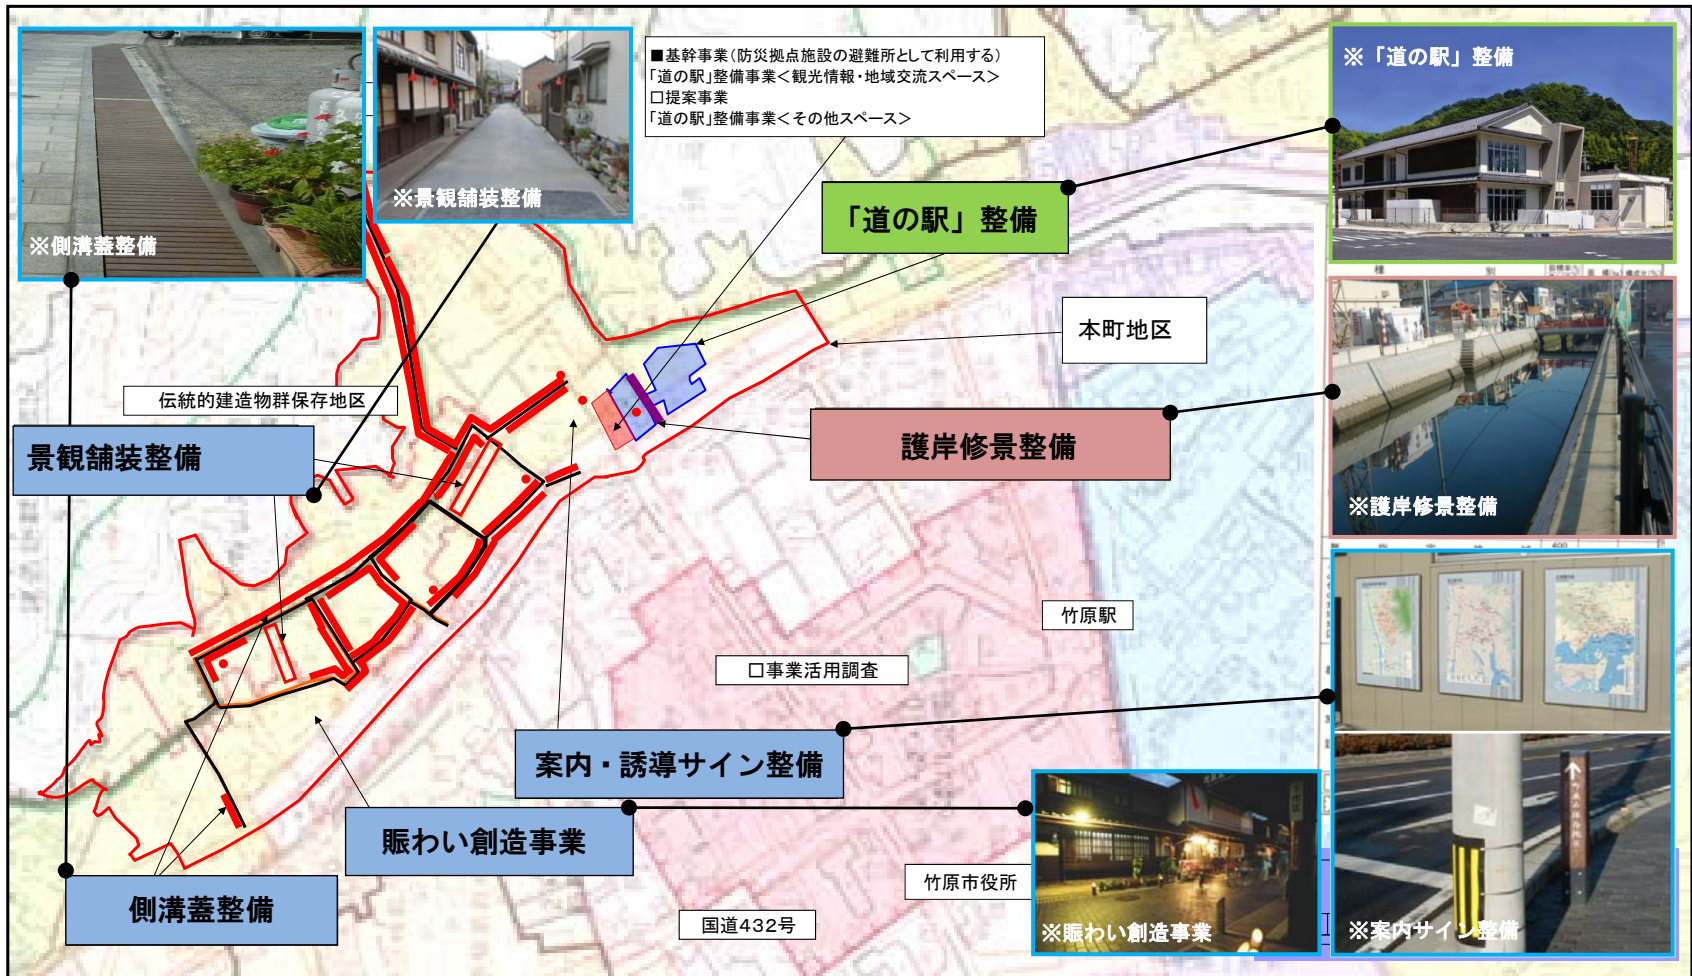 ※側溝蓋整備
※景観舗装整備
■基幹事業(防災拠点施設の避難所として利用する)
「道の駅」整備事業<観光情報・地域交流スペース>
□提案事業
「道の駅」整備事業<その他スペース>
※「道の駅」整備
「道の駅」整備
種 別
本町地区
伝統的建造物群保存地区
景観舗装整備
護岸修景整備
※護岸修景整備
400
竹原駅
□事業活用調査
案内・誘導サイン整備
賑わい創造事業
側溝蓋整備
竹原市役所
国道432号
※賑わい創造事業
※案内サイン整備